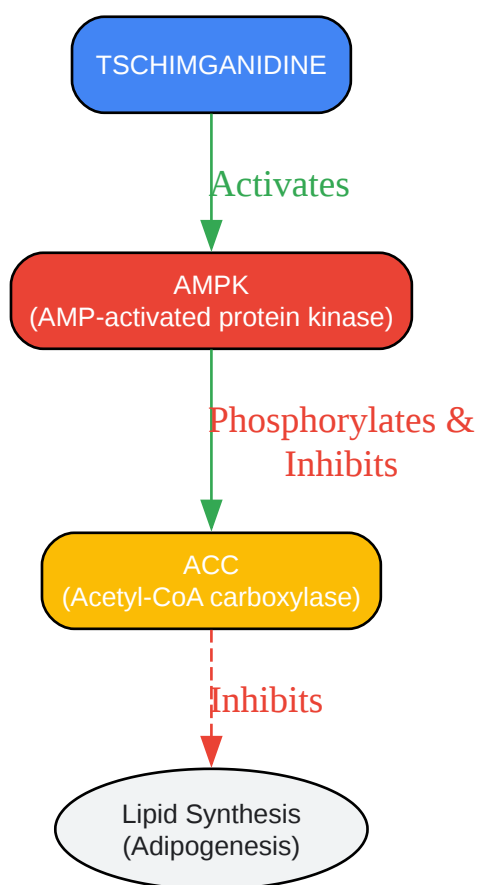 TSCHIMGANIDINE
Activates
AMPK
(AMP-activated protein kinase)
Phosphorylates &
Inhibits
ACC
(Acetyl-CoA carboxylase)
Inhibits
Lipid Synthesis
(Adipogenesis)